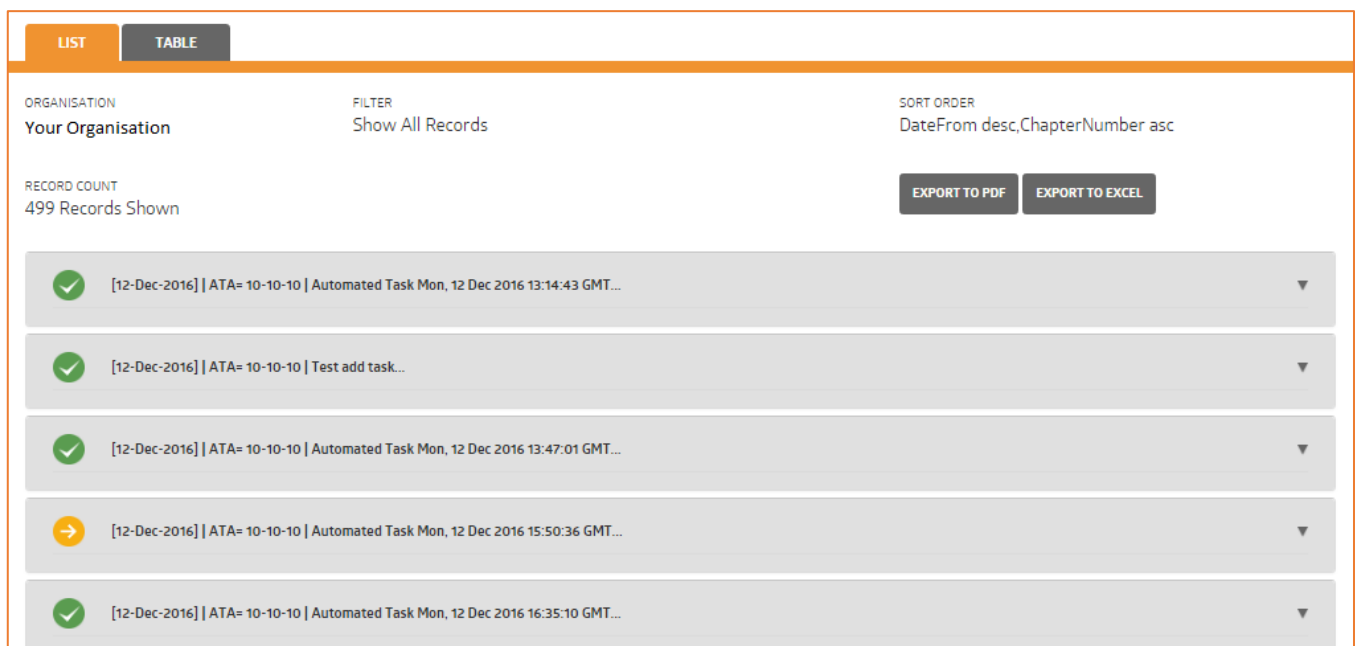 LIST TABLE
ORGANISATION FILTER SORT ORDER
Your Organisation Show All Records DateFrom desc,ChapterNumber asc
RECORD COUNT
499 Records Shown
EXPORT TO PDF EXPORT TO EXCEL
[12-Dec-2016] | ATA= 10-10-10 | Automated Task Mon, 12 Dec 2016 13:14:43 GMT...
[12-Dec-2016] | ATA= 10-10-10 | Test add task...
[12-Dec-2016] | ATA= 10-10-10 | Automated Task Mon, 12 Dec 2016 13:47:01 GMT...
[12-Dec-2016] | ATA= 10-10-10 | Automated Task Mon, 12 Dec 2016 15:50:36 GMT...
[12-Dec-2016] | ATA= 10-10-10 | Automated Task Mon, 12 Dec 2016 16:35:10 GMT...